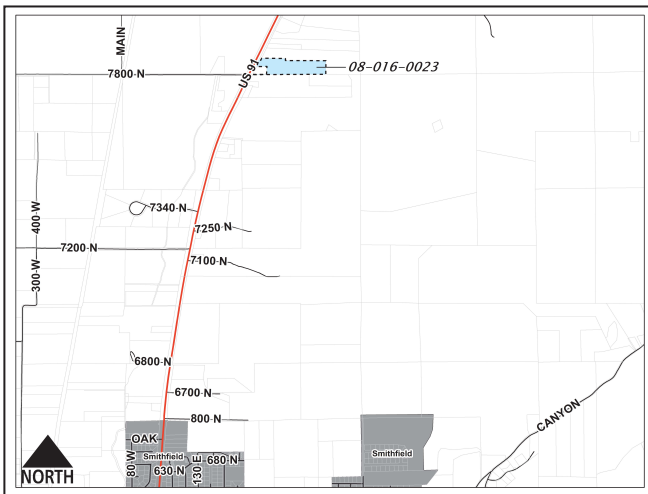 MAIN
US 91
08-016-0023
7800 N
400 W
7340 N
7250 N
7200 N
7100 N
300 W
6800 N
6700 N
800 N
CANYON
OAK
Smithfield
Smithfield
80 W
130 E
680 N
630 N
NORTH